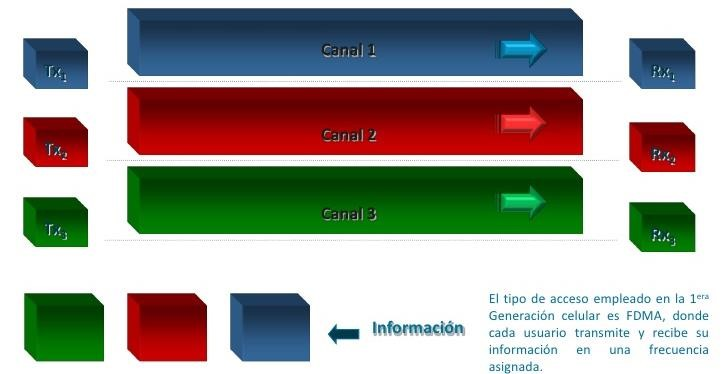 Canal 1
Tx1
Rx1
Canal 2
Tx2
Rx2
Canal 3
Tx3
Rx3
Información
El tipo de acceso empleado en la 1era
Generación celular es FDMA, donde
cada usuario transmite y recibe su
información en una frecuencia
asignada.